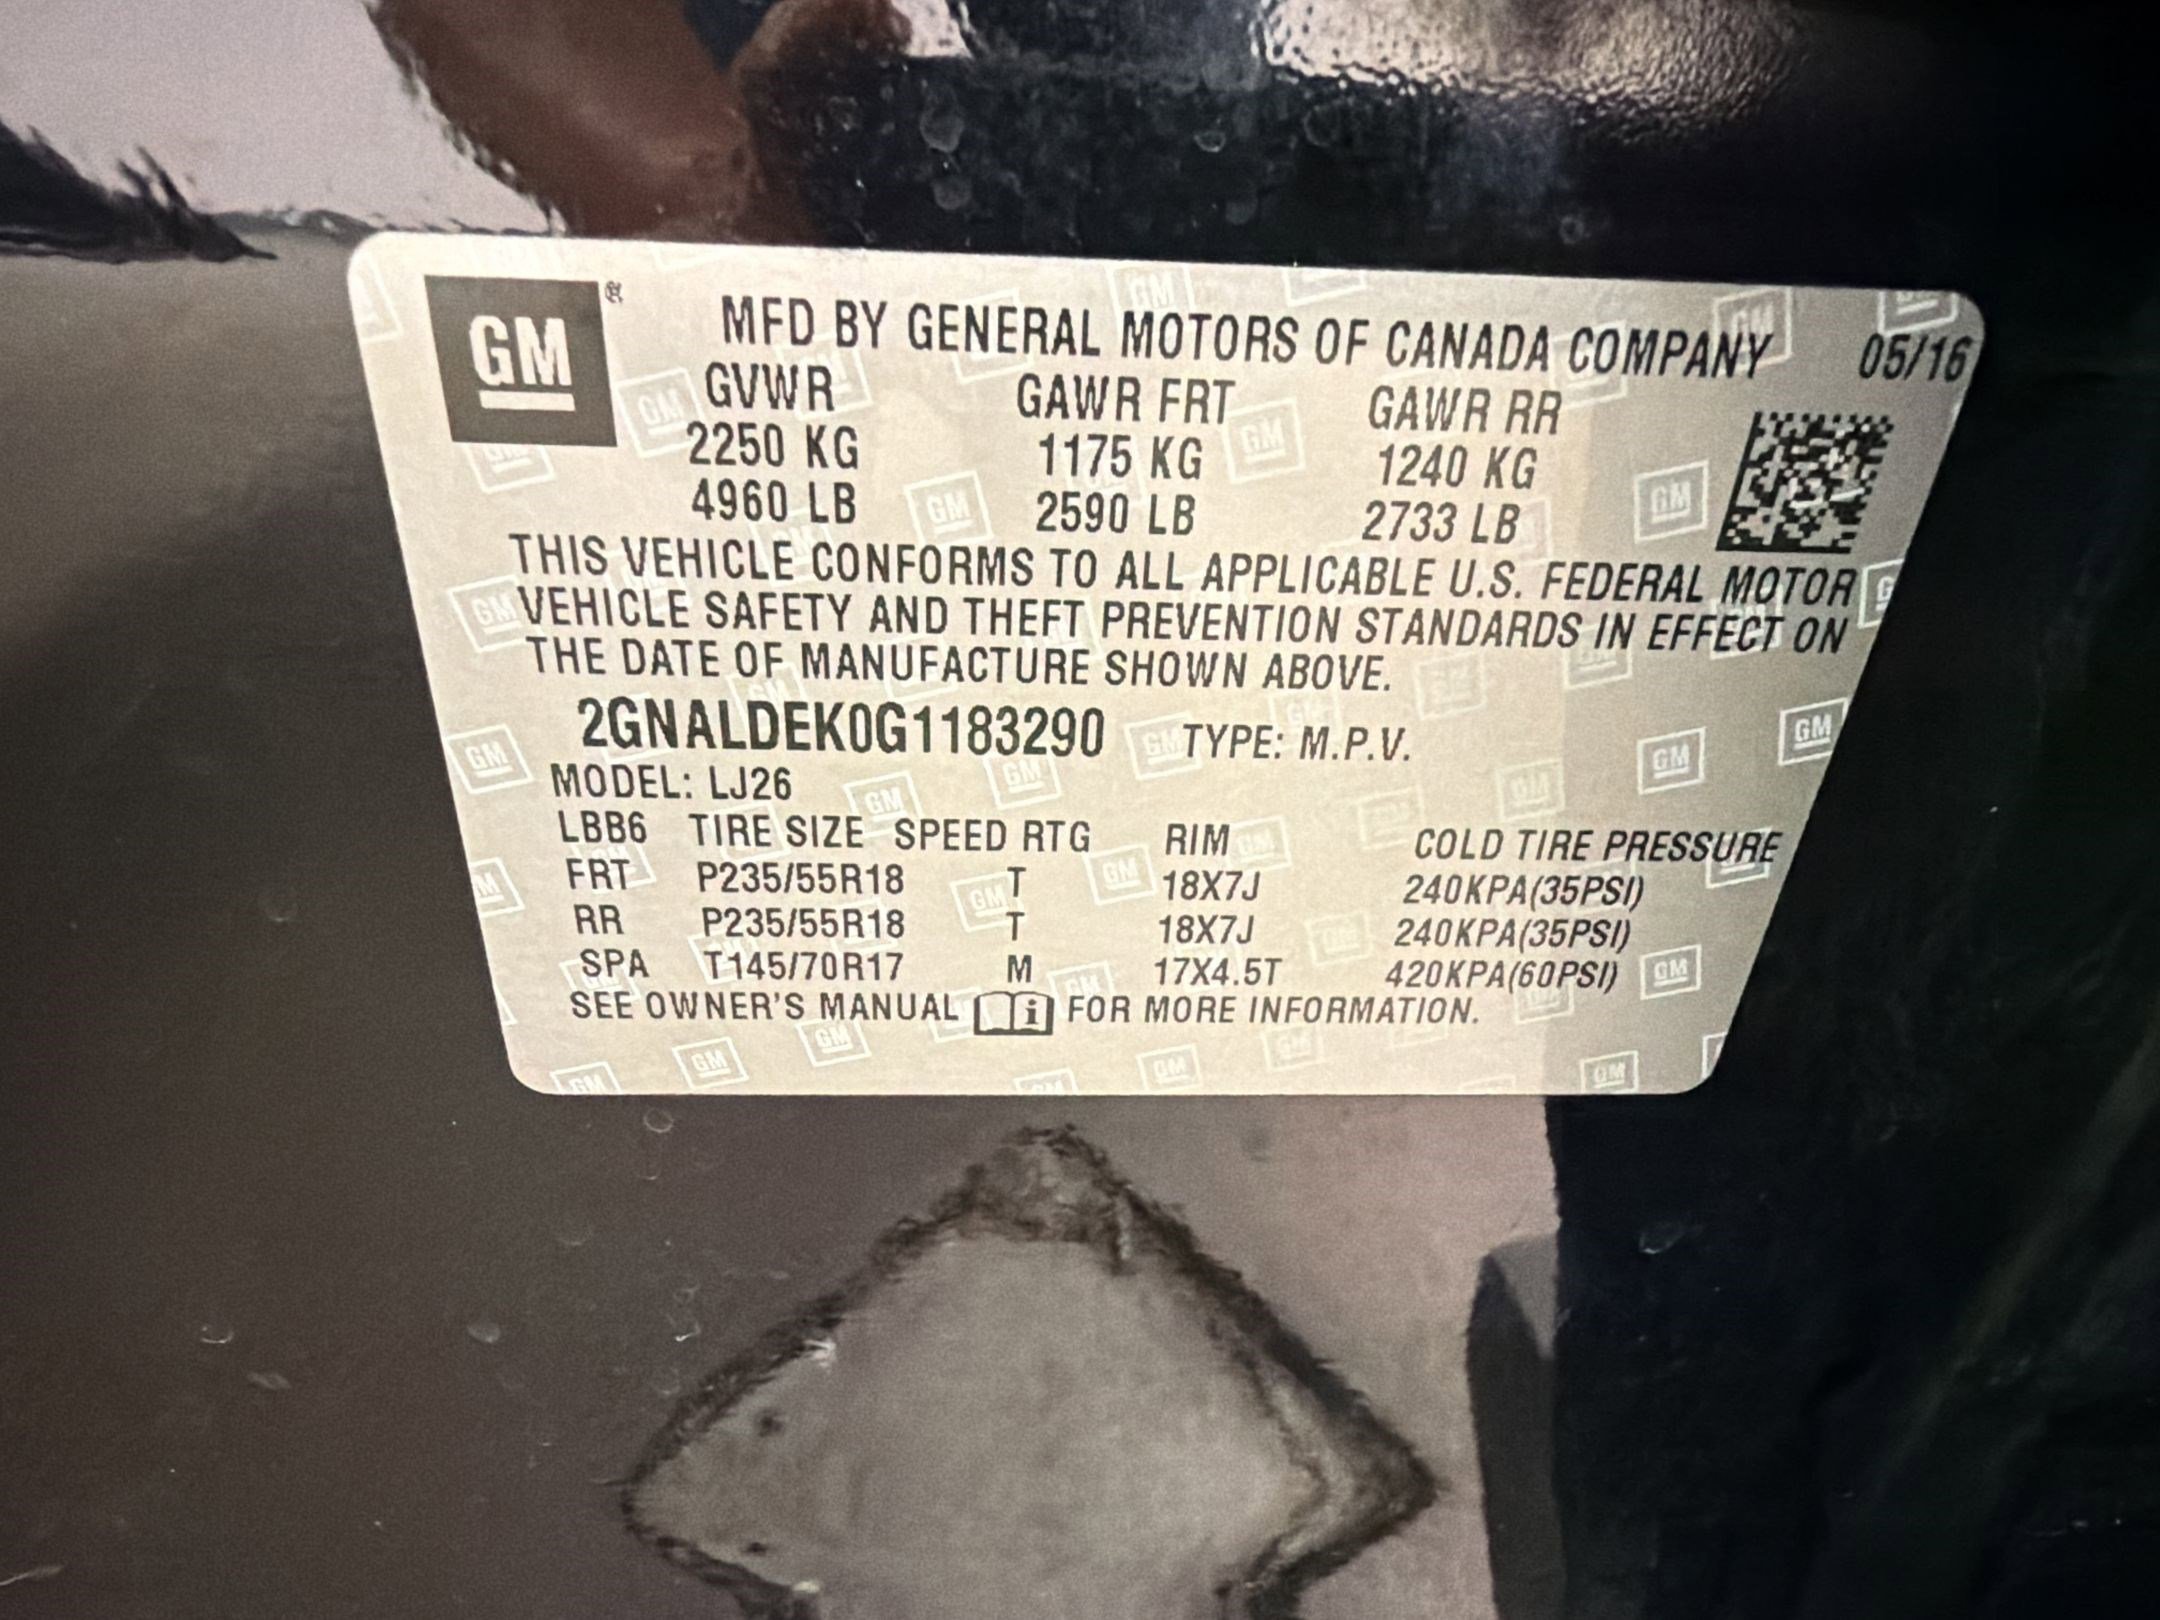 GM ®
MFD BY GENERAL MOTORS OF CANADA COMPANY 05/16
GVWR GAWR FRT GAWR RR
2250 KG 1175 KG 1240 KG
4960 LB 2590 LB 2733 LB
THIS VEHICLE CONFORMS TO ALL APPLICABLE U.S. FEDERAL MOTOR
VEHICLE SAFETY AND THEFT PREVENTION STANDARDS IN EFFECT ON
THE DATE OF MANUFACTURE SHOWN ABOVE.
2GNALDEK0G1183290 TYPE: M.P.V.
MODEL: LJ26
LBB6 TIRE SIZE SPEED RTG RIM COLD TIRE PRESSURE
FRT P235/55R18 T 18X7J 240KPA(35PSI)
RR P235/55R18 T 18X7J 240KPA(35PSI)
SPA T145/70R17 M 17X4.5T 420KPA(60PSI)
SEE OWNER'S MANUAL i FOR MORE INFORMATION.